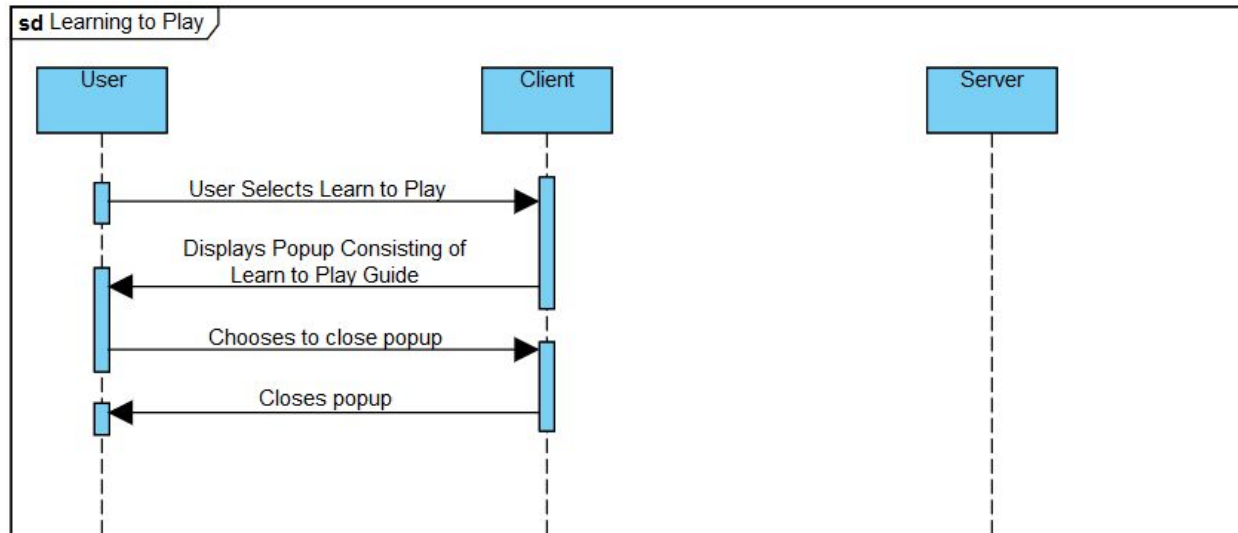 sd Learning to Play
User
Client
Server
User Selects Learn to Play
Displays Popup Consisting of
Learn to Play Guide
Chooses to close popup
Closes popup